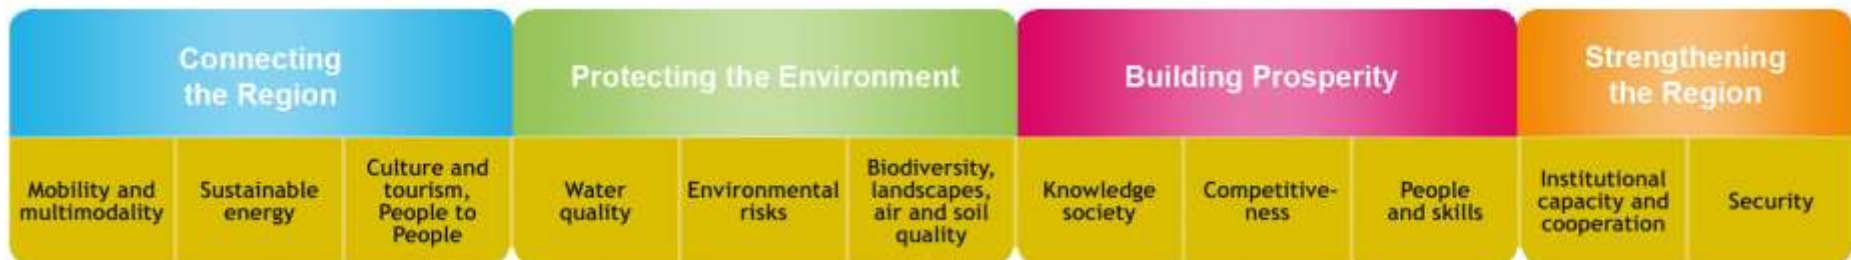 Connecting
the Region
Protecting the Environment
Building Prosperity
Strengthening
the Region
Mobility and
multimodality
Sustainable
energy
Culture and
tourism,
People to
People
Water
quality
Environmental
risks
Biodiversity,
landscapes,
air and soil
quality
Knowledge
society
Competitive-
ness
People
and skills
Institutional
capacity and
cooperation
Security